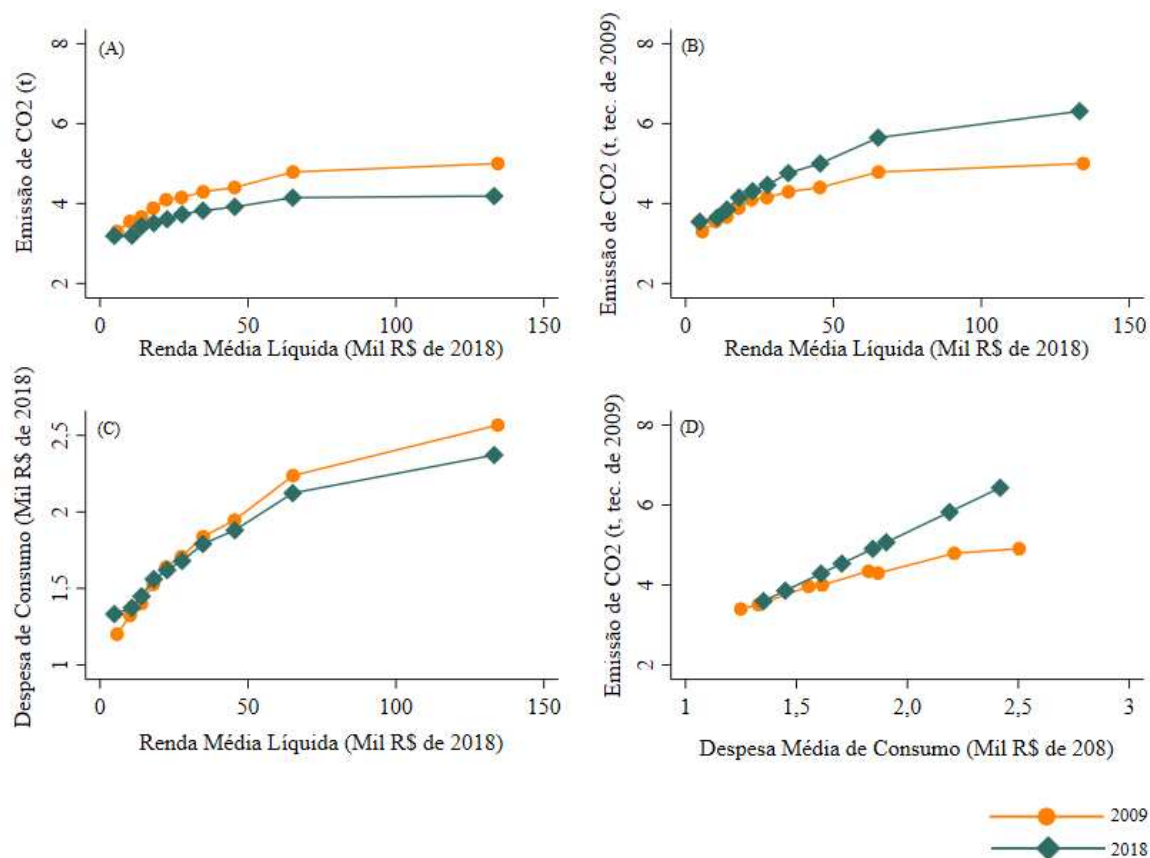 (A)
Emissão de CO2 (t)
8
6
4
2
0 50 100 150
Renda Média Líquida (Mil R$ de 2018)
(B)
Emissão de CO2 (t, tec. de 2009)
8
6
4
2
0 50 100 150
Renda Média Líquida (Mil R$ de 2018)
(C)
Despesa de Consumo (Mil R$ de 2018)
2,5
2
1,5
1
0 50 100 150
Renda Média Líquida (Mil R$ de 2018)
(D)
Emissão de CO2 (t, tec. de 2009)
8
6
4
2
1 1,5 2,0 2,5 3
Despesa Média de Consumo (Mil R$ de 208)
2009
2018